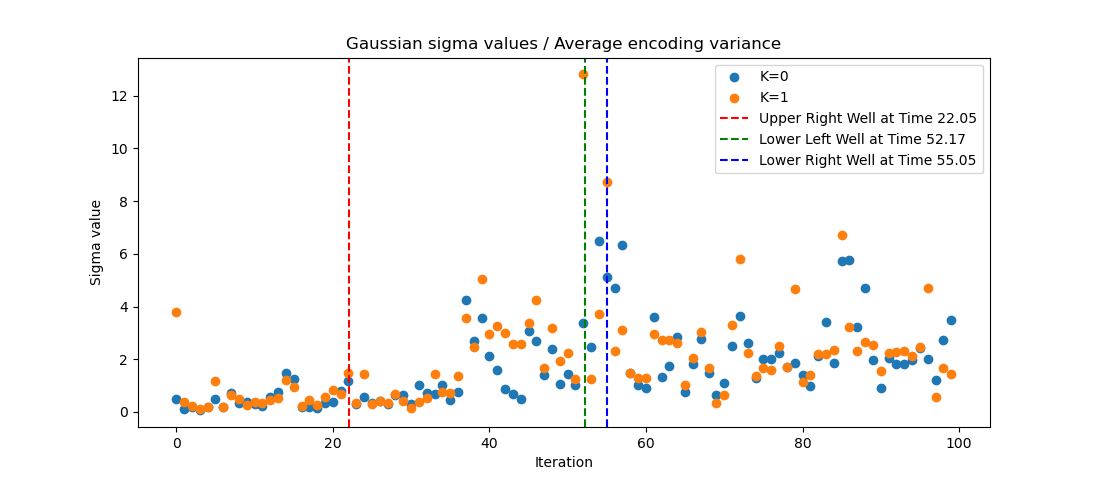 Gaussian sigma values / Average encoding variance
K=0
K=1
Upper Right Well at Time 22.05
Lower Left Well at Time 52.17
Lower Right Well at Time 55.05
12
10
8
6
4
2
0
Sigma value
0 20 40 60 80 100
Iteration